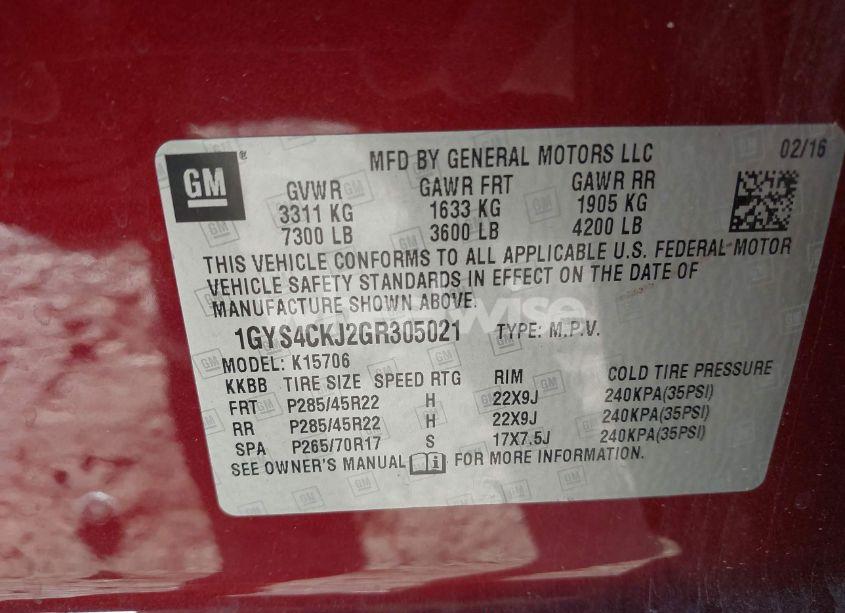 GM ® MFD BY GENERAL MOTORS LLC 02/16
GVWR GAWR FRT GAWR RR
3311 KG 1633 KG 1905 KG
7300 LB 3600 LB 4200 LB
THIS VEHICLE CONFORMS TO ALL APPLICABLE U.S. FEDERAL MOTOR
VEHICLE SAFETY STANDARDS IN EFFECT ON THE DATE OF
MANUFACTURE SHOWN ABOVE.
1GYS4CKJ2GR305021 TYPE: M.P.V.
MODEL: K15706
KKBB TIRE SIZE SPEED RTG RIM COLD TIRE PRESSURE
FRT P285/45R22 H 22X9J 240KPA(35PSI)
RR P285/45R22 H 22X9J 240KPA(35PSI)
SPA P265/70R17 S 17X7.5J 240KPA(35PSI)
SEE OWNER'S MANUAL FOR MORE INFORMATION.